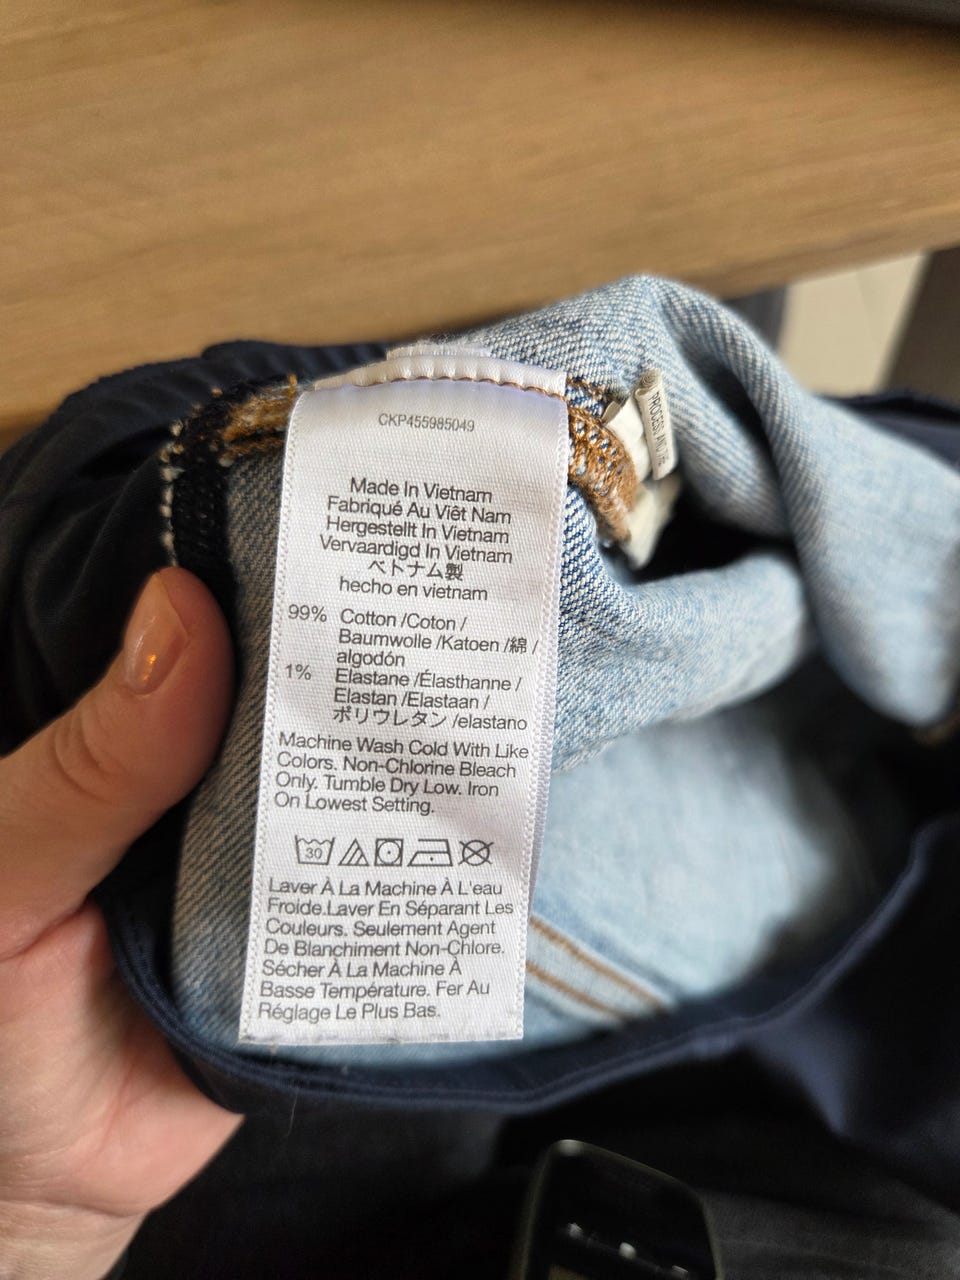 CKP455985049
Made In Vietnam
Fabriqué Au Viêt Nam
Hergestellt In Vietnam
Vervaardigd In Vietnam
ベトナム製
hecho en vietnam
99% Cotton /Coton /
Baumwolle /Katoen /綿 /
algodón
1% Elastane /Élasthanne /
Elastan /Elastaan /
ポリウレタン /elastano
Machine Wash Cold With Like
Colors. Non-Chlorine Bleach
Only. Tumble Dry Low. Iron
On Lowest Setting.
30
Laver À La Machine À L'eau
Froide.Laver En Séparant Les
Couleurs. Seulement Agent
De Blanchiment Non-Chlore.
Sécher À La Machine À
Basse Température. Fer Au
Réglage Le Plus Bas.
PROCESS AND